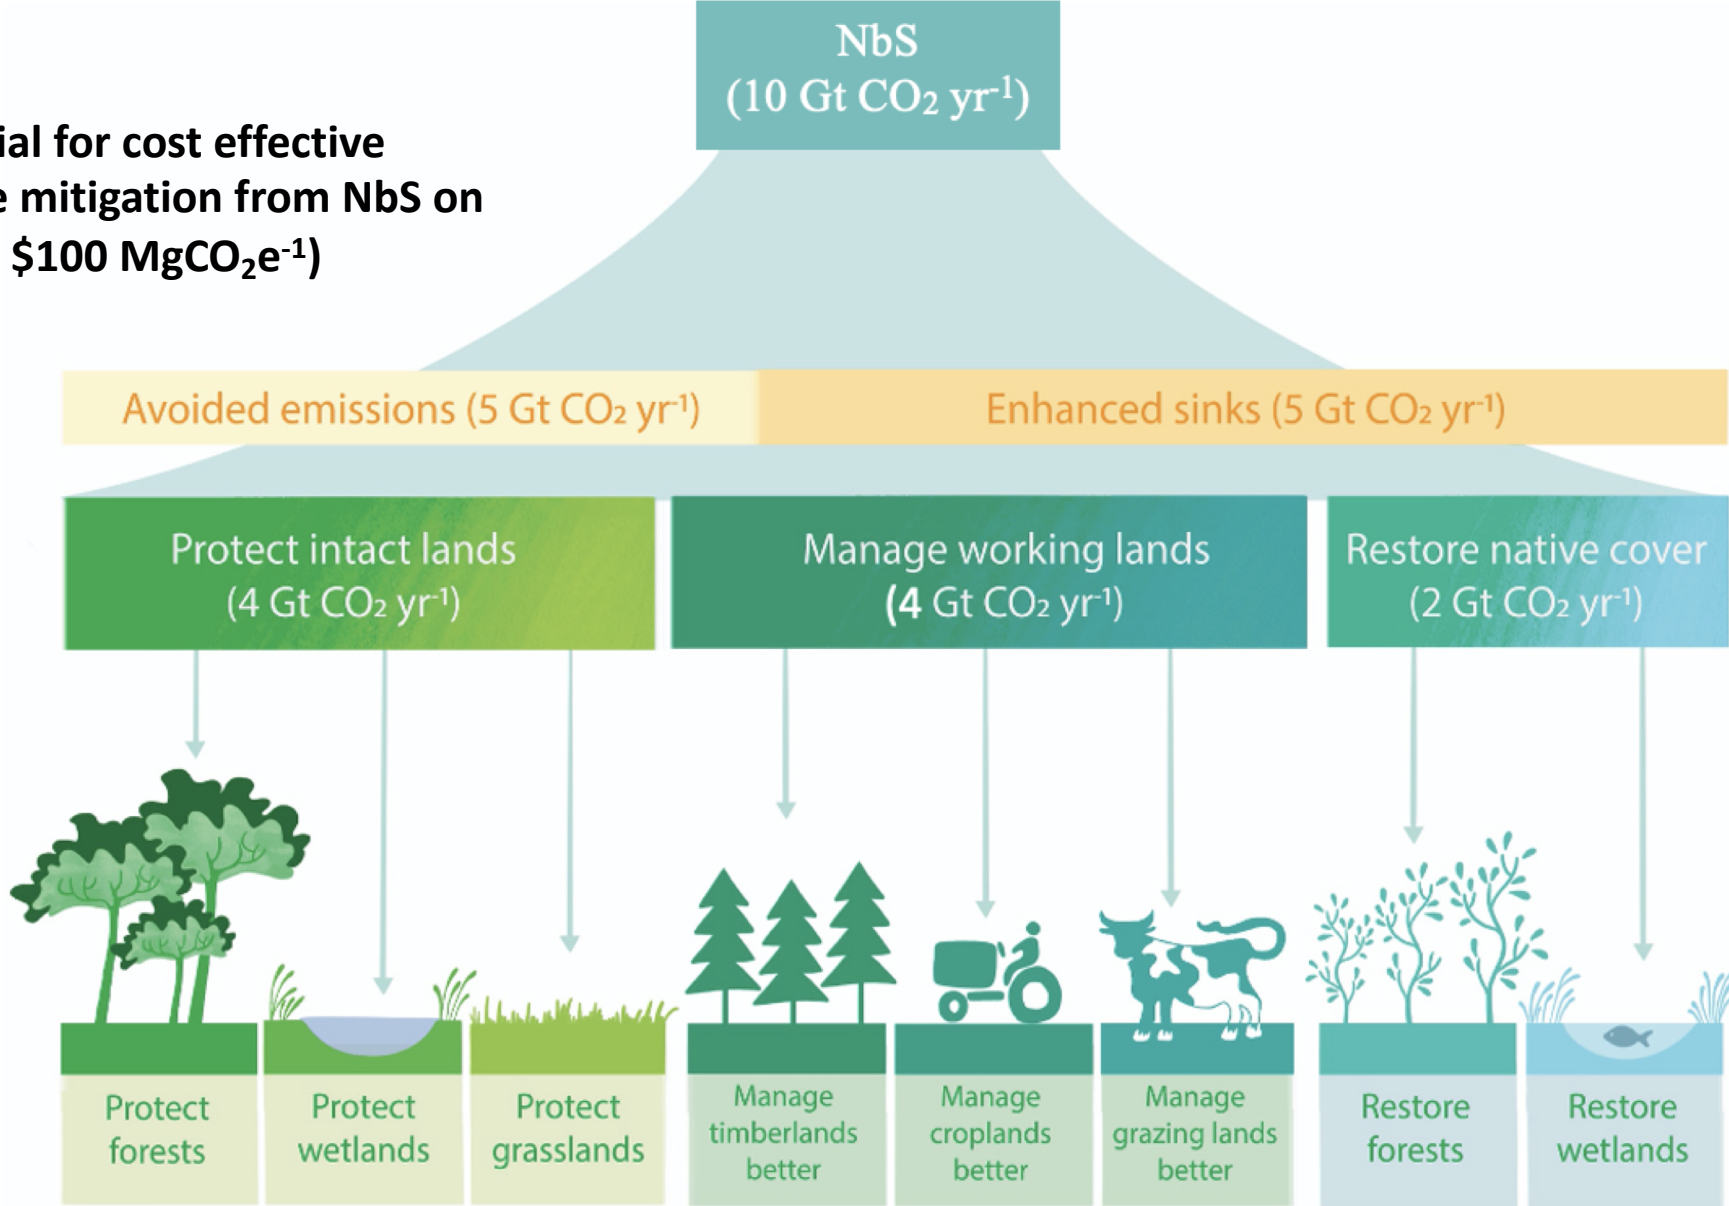 NbS
(10 Gt CO₂ yr⁻¹)
ial for cost effective
e mitigation from NbS on
$100 MgCO₂e⁻¹)
Avoided emissions (5 Gt CO₂ yr⁻¹)
Enhanced sinks (5 Gt CO₂ yr⁻¹)
Protect intact lands
(4 Gt CO₂ yr⁻¹)
Manage working lands
(4 Gt CO₂ yr⁻¹)
Restore native cover
(2 Gt CO₂ yr⁻¹)
Protect
forests
Protect
wetlands
Protect
grasslands
Manage
timberlands
better
Manage
croplands
better
Manage
grazing lands
better
Restore
forests
Restore
wetlands